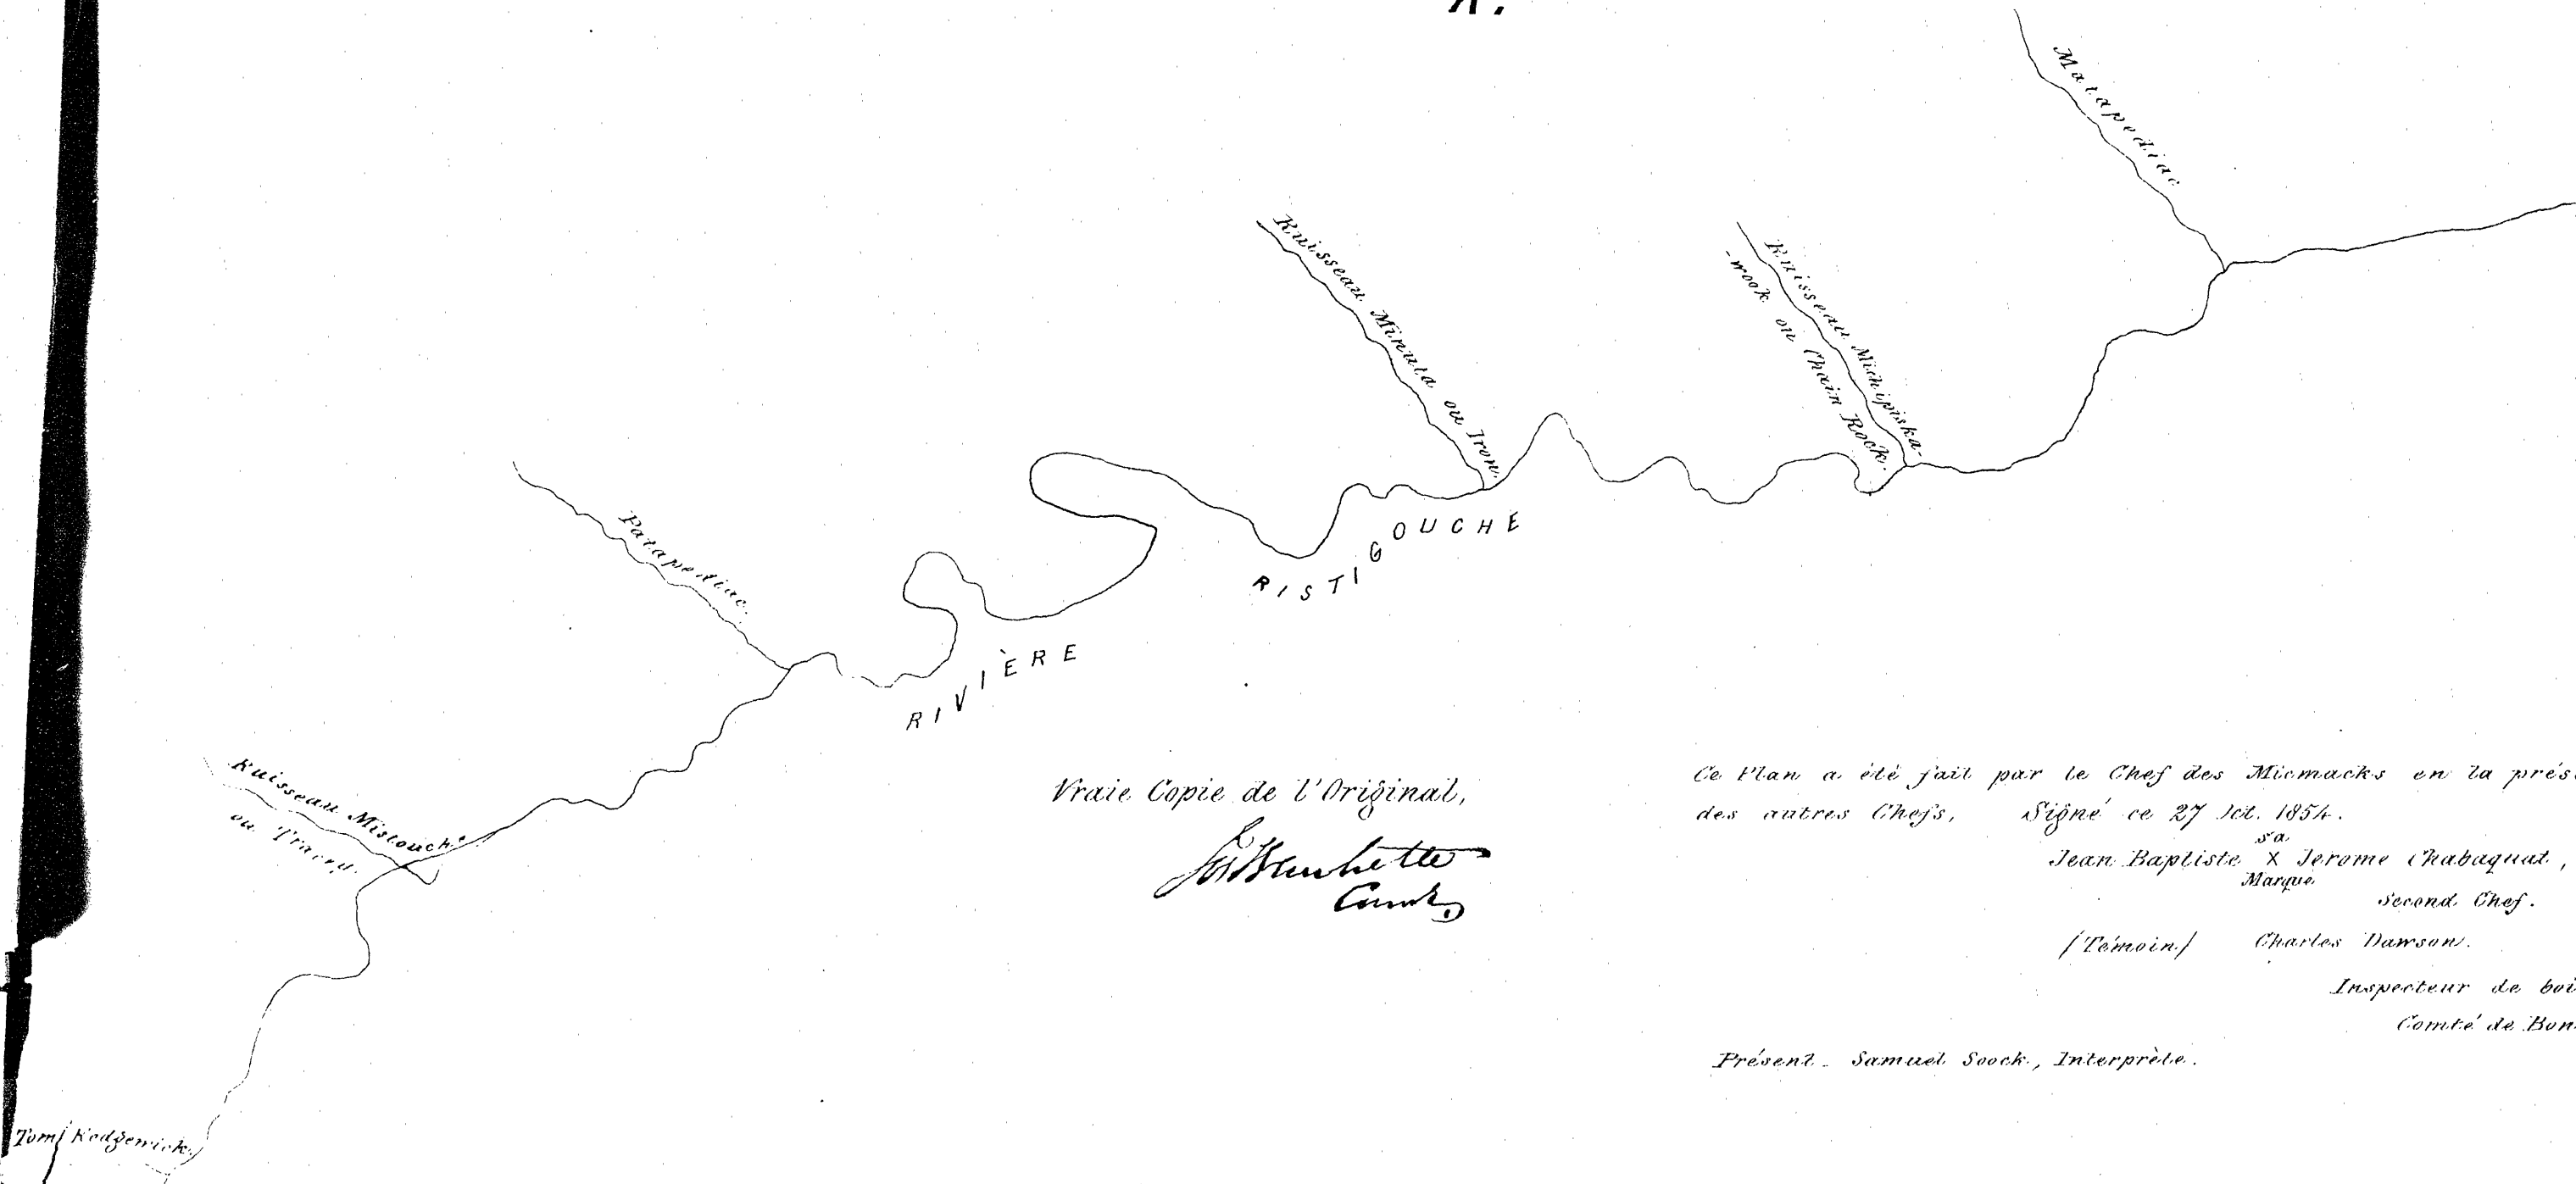 Matapediac
Ruisseau Minuta ou Iron.
Ruisseau Michipiska-
-wook ou Chain Rock.
Patapediac.
RIVIÈRE RISTIGOUCHE
Ruisseau Mistouch
ou Tracey.
Tom Kedgewick
Vraie Copie de l'Original,
Ce Plan a été fait par le Chef des Micmacks en la prés
des autres Chefs, Signé ce 27 Oct. 1854.
sa
Jean Baptiste X Jerome Chabaquat,
Marque
Second Chef.
(Témoin) Charles Dawson.
Inspecteur de boi
Comté de Bon
Présent - Samuel Soock, Interprète.